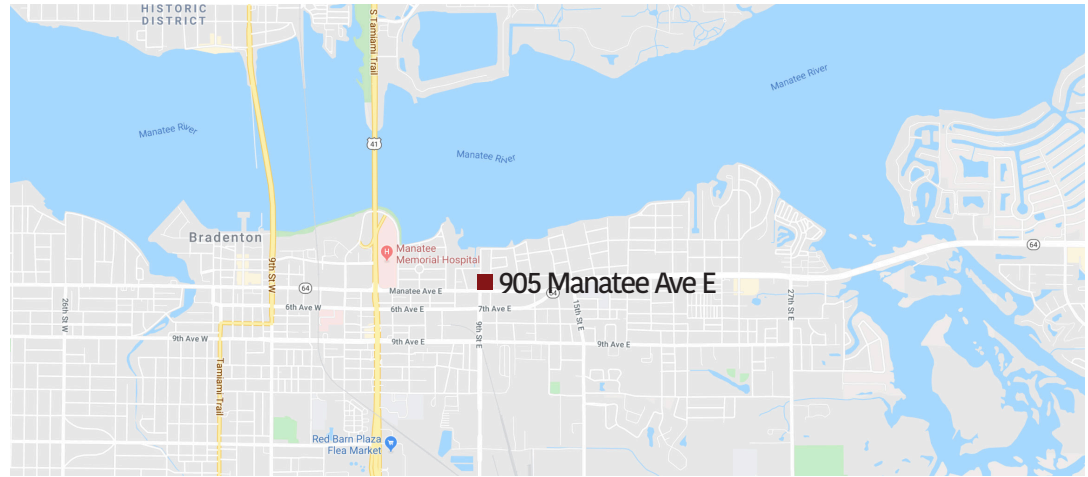 HISTORIC
DISTRICT
S Tamiami Trail
Manatee River
Manatee River
41
Manatee River
Bradenton
9th St W
Manatee
Memorial Hospital
H
64
905 Manatee Ave E
64
Manatee Ave E
64
26th St W
6th Ave W
6th Ave E
7th Ave E
15th St E
27th St E
9th Ave W
9th Ave E
9th St E
9th Ave E
Tamiami Trail
Red Barn Plaza
Flea Market